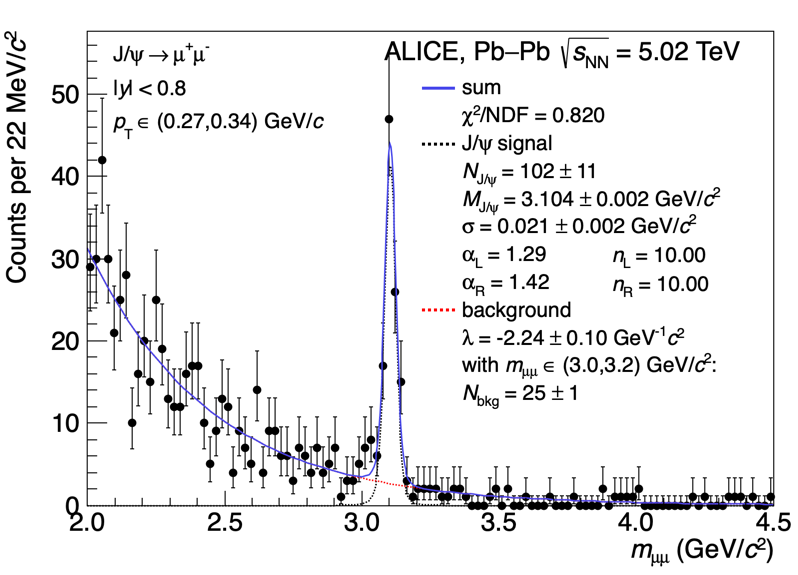 J/ψ → μ⁺μ⁻
|y| < 0.8
p_T ∈ (0.27,0.34) GeV/c
ALICE, Pb–Pb √s_NN = 5.02 TeV
sum
χ²/NDF = 0.820
J/ψ signal
N_J/ψ = 102 ± 11
M_J/ψ = 3.104 ± 0.002 GeV/c²
σ = 0.021 ± 0.002 GeV/c²
α_L = 1.29 n_L = 10.00
α_R = 1.42 n_R = 10.00
background
λ = -2.24 ± 0.10 GeV⁻¹c²
with m_μμ ∈ (3.0,3.2) GeV/c²:
N_bkg = 25 ± 1
Counts per 22 MeV/c²
50
40
30
20
10
0
2.0 2.5 3.0 3.5 4.0 4.5
m_μμ (GeV/c²)